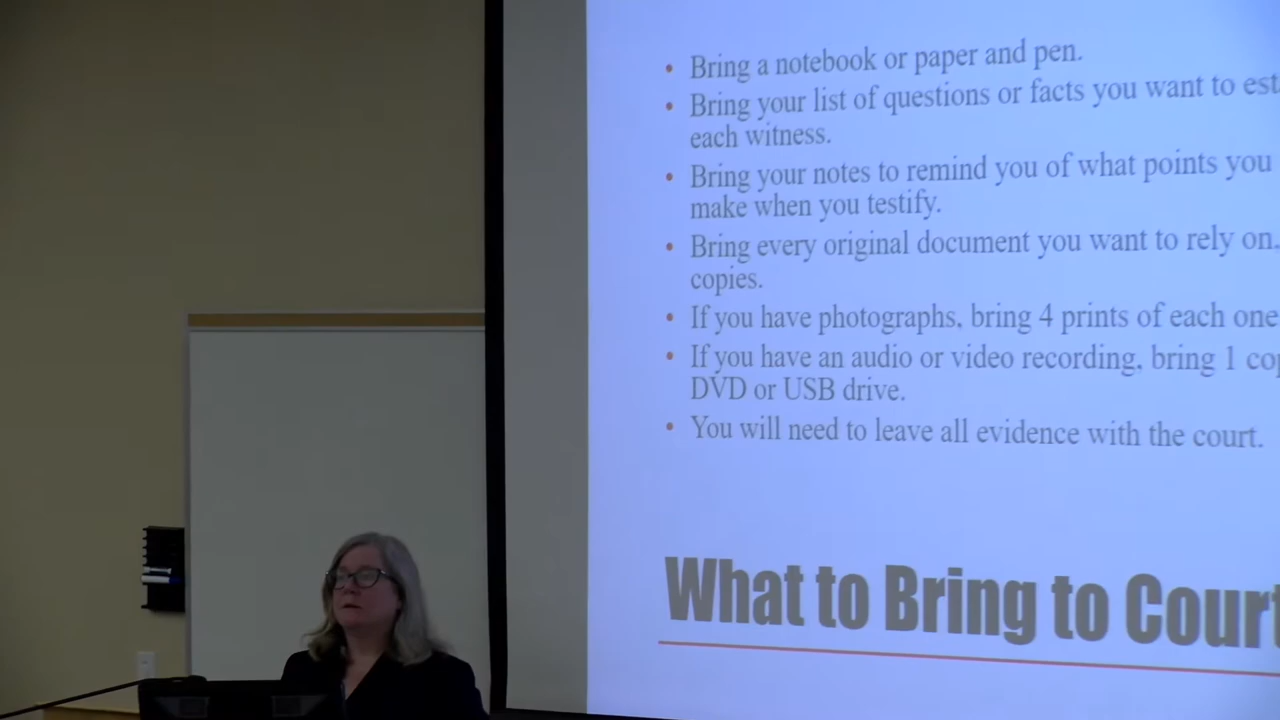 • Bring a notebook or paper and pen.
• Bring your list of questions or facts you want to
each witness.
• Bring your notes to remind you of what points you
make when you testify.
• Bring every original document you want to rely on.
copies.
• If you have photographs, bring 4 prints of each one
• If you have an audio or video recording, bring 1
DVD or USB drive.
• You will need to leave all evidence with the court.
What to Bring to Court